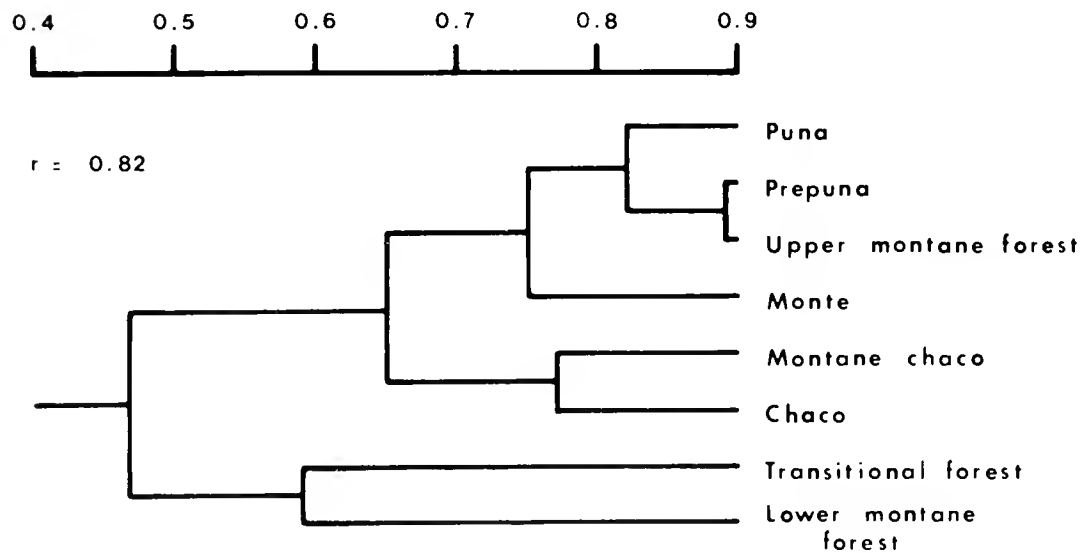 0.4 0.5 0.6 0.7 0.8 0.9
r = 0.82
Puna
Prepuna
Upper montane forest
Monte
Montane chaco
Chaco
Transitional forest
Lower montane
forest